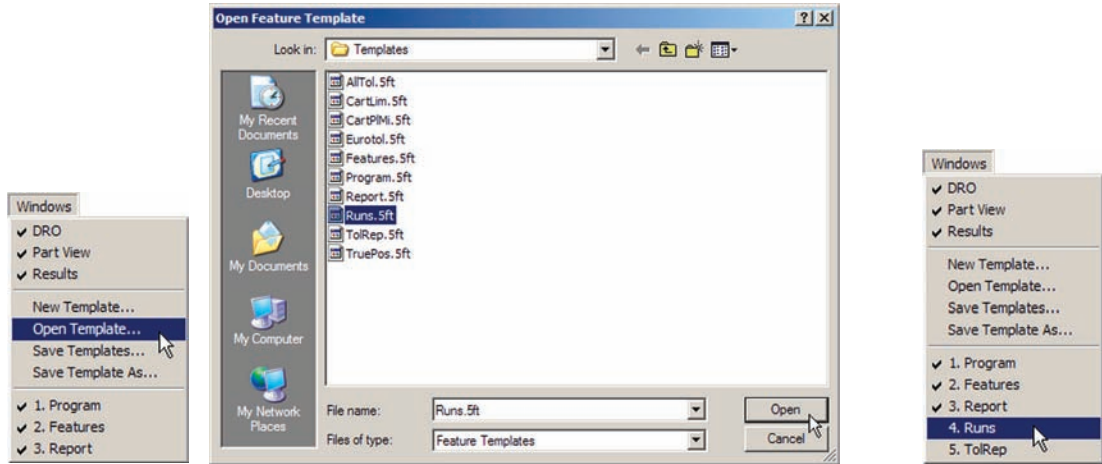 Windows
DRO
Part View
Results
New Template...
Open Template...
Save Templates...
Save Template As...
1. Program
2. Features
3. Report
Open Feature Template
Look in:
Templates
My Recent
Documents
Desktop
My Documents
My Computer
My Network
Places
AllTol.5ft
CartLim.5ft
CartPlMi.5ft
Eurotol.5ft
Features.5ft
Program.5ft
Report.5ft
Runs.5ft
TolRep.5ft
TruePos.5ft
File name:
Runs.5ft
Open
Files of type:
Feature Templates
Cancel
Windows
DRO
Part View
Results
New Template...
Open Template...
Save Templates...
Save Template As...
1. Program
2. Features
3. Report
4. Runs
5. TolRep